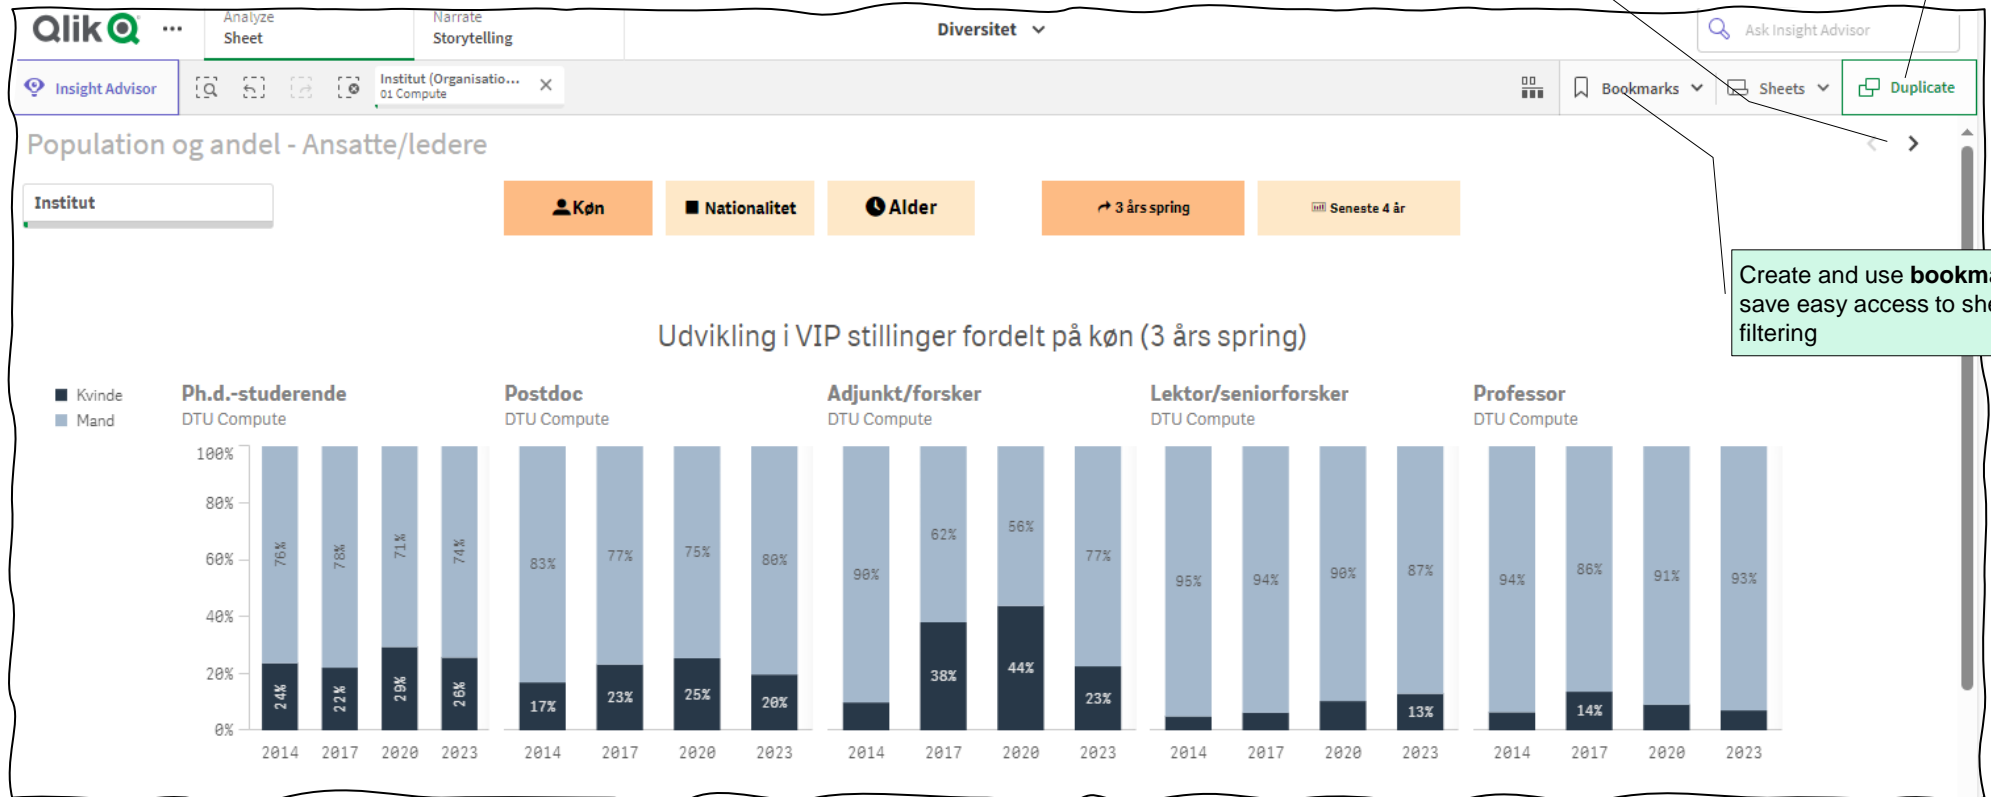 Qlik
Analyze
Sheet
Narrate
Storytelling
Diversitet
Ask Insight Advisor
Insight Advisor
Institut (Organisatio...
01 Compute
Bookmarks
Sheets
Duplicate
Population og andel - Ansatte/ledere
Institut
Køn
Nationalitet
Alder
3 års spring
Seneste 4 år
Create and use
save easy access to
filtering
Udvikling i VIP stillinger fordelt på køn (3 års spring)
Kvinde
Mand
Ph.d.-studerende
DTU Compute
Postdoc
DTU Compute
Adjunkt/forsker
DTU Compute
Lektor/seniorforsker
DTU Compute
Professor
DTU Compute
100%
80%
60%
40%
20%
0%
76% 78% 71% 74%
24% 22% 29% 26%
2014 2017 2020 2023
83% 77% 75% 80%
17% 23% 25% 20%
2014 2017 2020 2023
90% 62% 56% 77%
38% 44% 23%
2014 2017 2020 2023
95% 94% 90% 87%
13%
2014 2017 2020 2023
94% 86% 91% 93%
14%
2014 2017 2020 2023